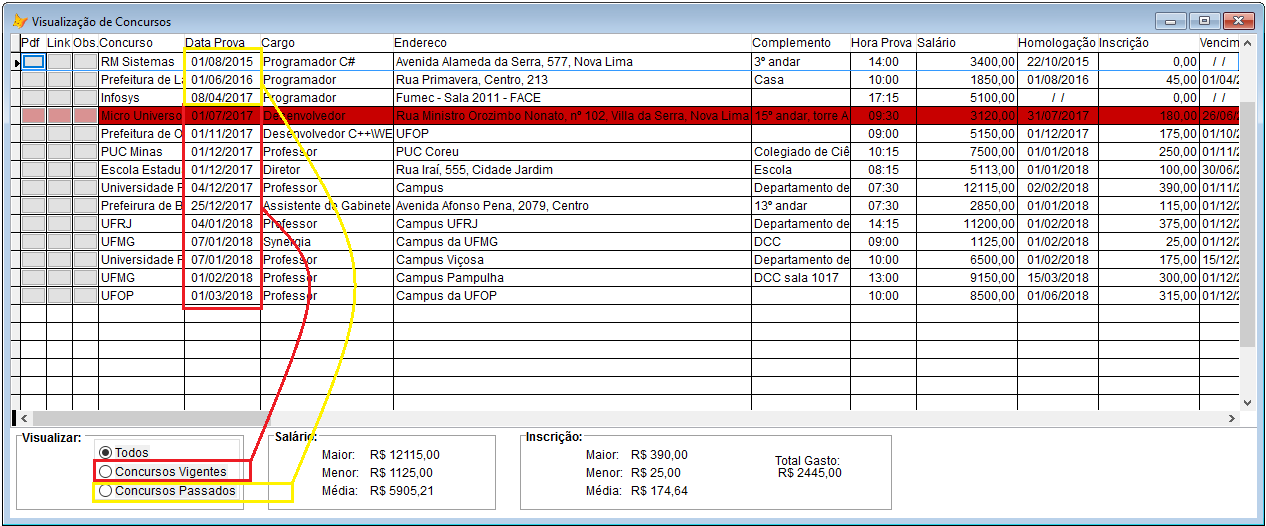 Visualização de Concursos
Pdf Link Obs. Concurso Data Prova Cargo Endereco Complemento Hora Prova Salário Homologação Inscrição Vencim
RM Sistemas 01/08/2015 Programador C# Avenida Alameda da Serra, 577, Nova Lima 3º andar 14:00 3400,00 22/10/2015 0,00 / /
Prefeitura de La 01/06/2016 Programador Rua Primavera, Centro, 213 Casa 10:00 1850,00 01/08/2016 45,00 01/04/2
Infosys 08/04/2017 Programador Fumec - Sala 2011 - FACE 17:15 5100,00 / / 0,00 / /
Micro Universo 01/07/2017 Desenvolvedor Rua Ministro Orozimbo Nonato, nº 102, Villa da Serra, Nova Lima 15º andar, torre A 09:30 3120,00 31/07/2017 180,00 26/05/
Prefeitura de O 01/11/2017 Desenvolvedor C++\WE UFOP 09:00 5150,00 01/12/2017 175,00 01/10/2
PUC Minas 01/12/2017 Professor PUC Coreu Colegiado de Ciê 10:15 7500,00 01/01/2018 250,00 01/11/2
Escola Estadu 01/12/2017 Diretor Rua Iraí, 555, Cidade Jardim Escola 08:15 5113,00 01/01/2018 100,00 30/06/2
Universidade F 04/12/2017 Professor Campus Departamento de 07:30 12115,00 02/02/2018 390,00 01/11/2
Prefeirura de B 25/12/2017 Assistente de Gabinete Avenida Afonso Pena, 2079, Centro 13º andar 07:30 2850,00 01/01/2018 115,00 01/12/2
UFRJ 04/01/2018 Professor Campus UFRJ Departamento de 14:15 11200,00 01/02/2018 375,00 01/12/2
UFMG 07/01/2018 Synergia Campus da UFMG DCC 09:00 1125,00 01/02/2018 25,00 01/12/2
Universidade F 07/01/2018 Professor Campus Viçosa Departamento de 10:00 6500,00 01/02/2018 175,00 15/12/2
UFMG 01/02/2018 Professor Campus Pampulha DCC sala 1017 13:00 9150,00 15/03/2018 300,00 01/12/2
UFOP 01/03/2018 Professor Campus da UFOP 10:00 8500,00 01/06/2018 315,00 01/12/2
Visualizar: Salário: Inscrição:
Todos Maior: R$ 12115,00 Maior: R$ 390,00 Total Gasto:
Concursos Vigentes Menor: R$ 1125,00 Menor: R$ 25,00 R$ 2445,00
Concursos Passados Média: R$ 5905,21 Média: R$ 174,64